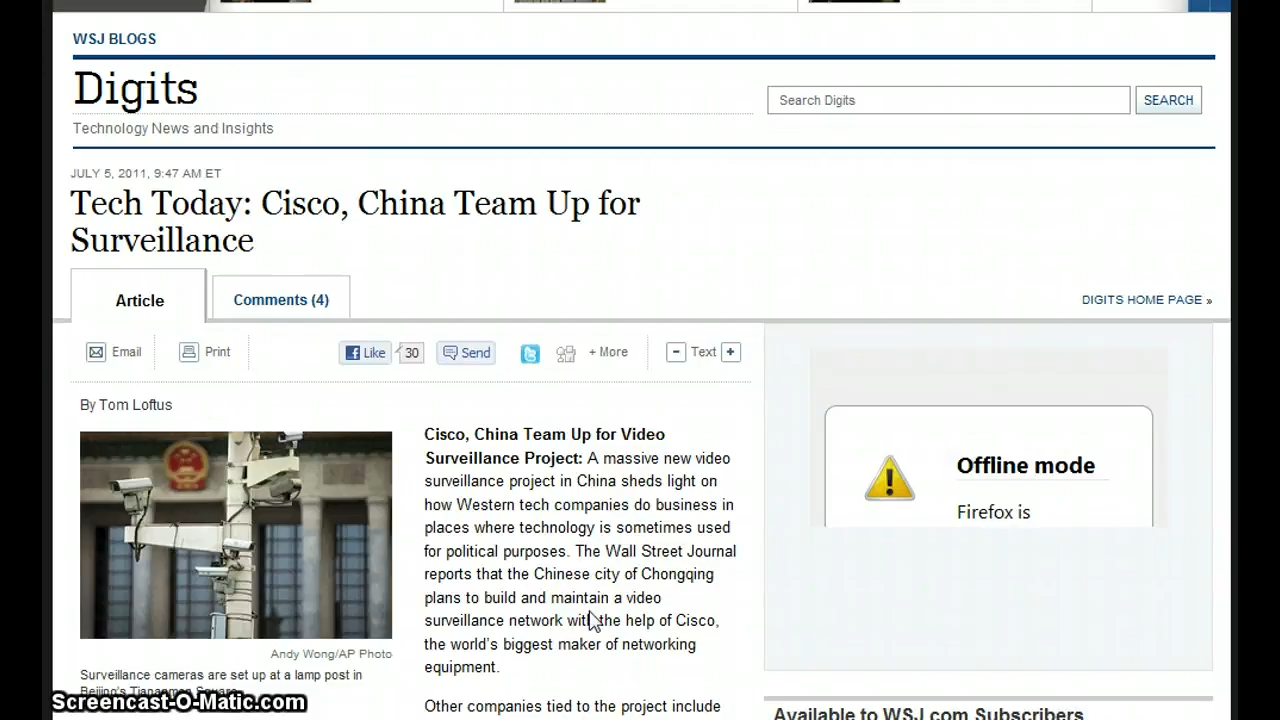 WSJ BLOGS
Digits
Search Digits
SEARCH
Technology News and Insights
JULY 5, 2011, 9:47 AM ET
Tech Today: Cisco, China Team Up for
Surveillance
Article
Comments (4)
DIGITS HOME PAGE »
Email
Print
Like
30
Send
+ More
- Text +
By Tom Loftus
Andy Wong/AP Photo
Surveillance cameras are set up at a lamp post in
Beijing's Tiananmen Square.
Cisco, China Team Up for Video
Surveillance Project: A massive new video
surveillance project in China sheds light on
how Western tech companies do business in
places where technology is sometimes used
for political purposes. The Wall Street Journal
reports that the Chinese city of Chongqing
plans to build and maintain a video
surveillance network with the help of Cisco,
the world's biggest maker of networking
equipment.
Other companies tied to the project include
Offline mode
Firefox is
Available to WSJ.com Subscribers
Screencast-O-Matic.com